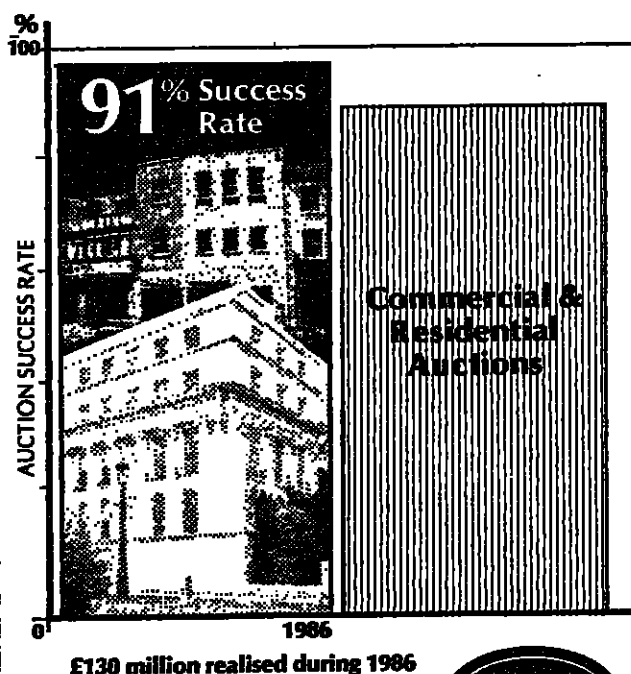 %
100
91% Success
Rate
AUCTION SUCCESS RATE
Commercial &
Residential
Auctions
0
1986
£130 million realised during 1986